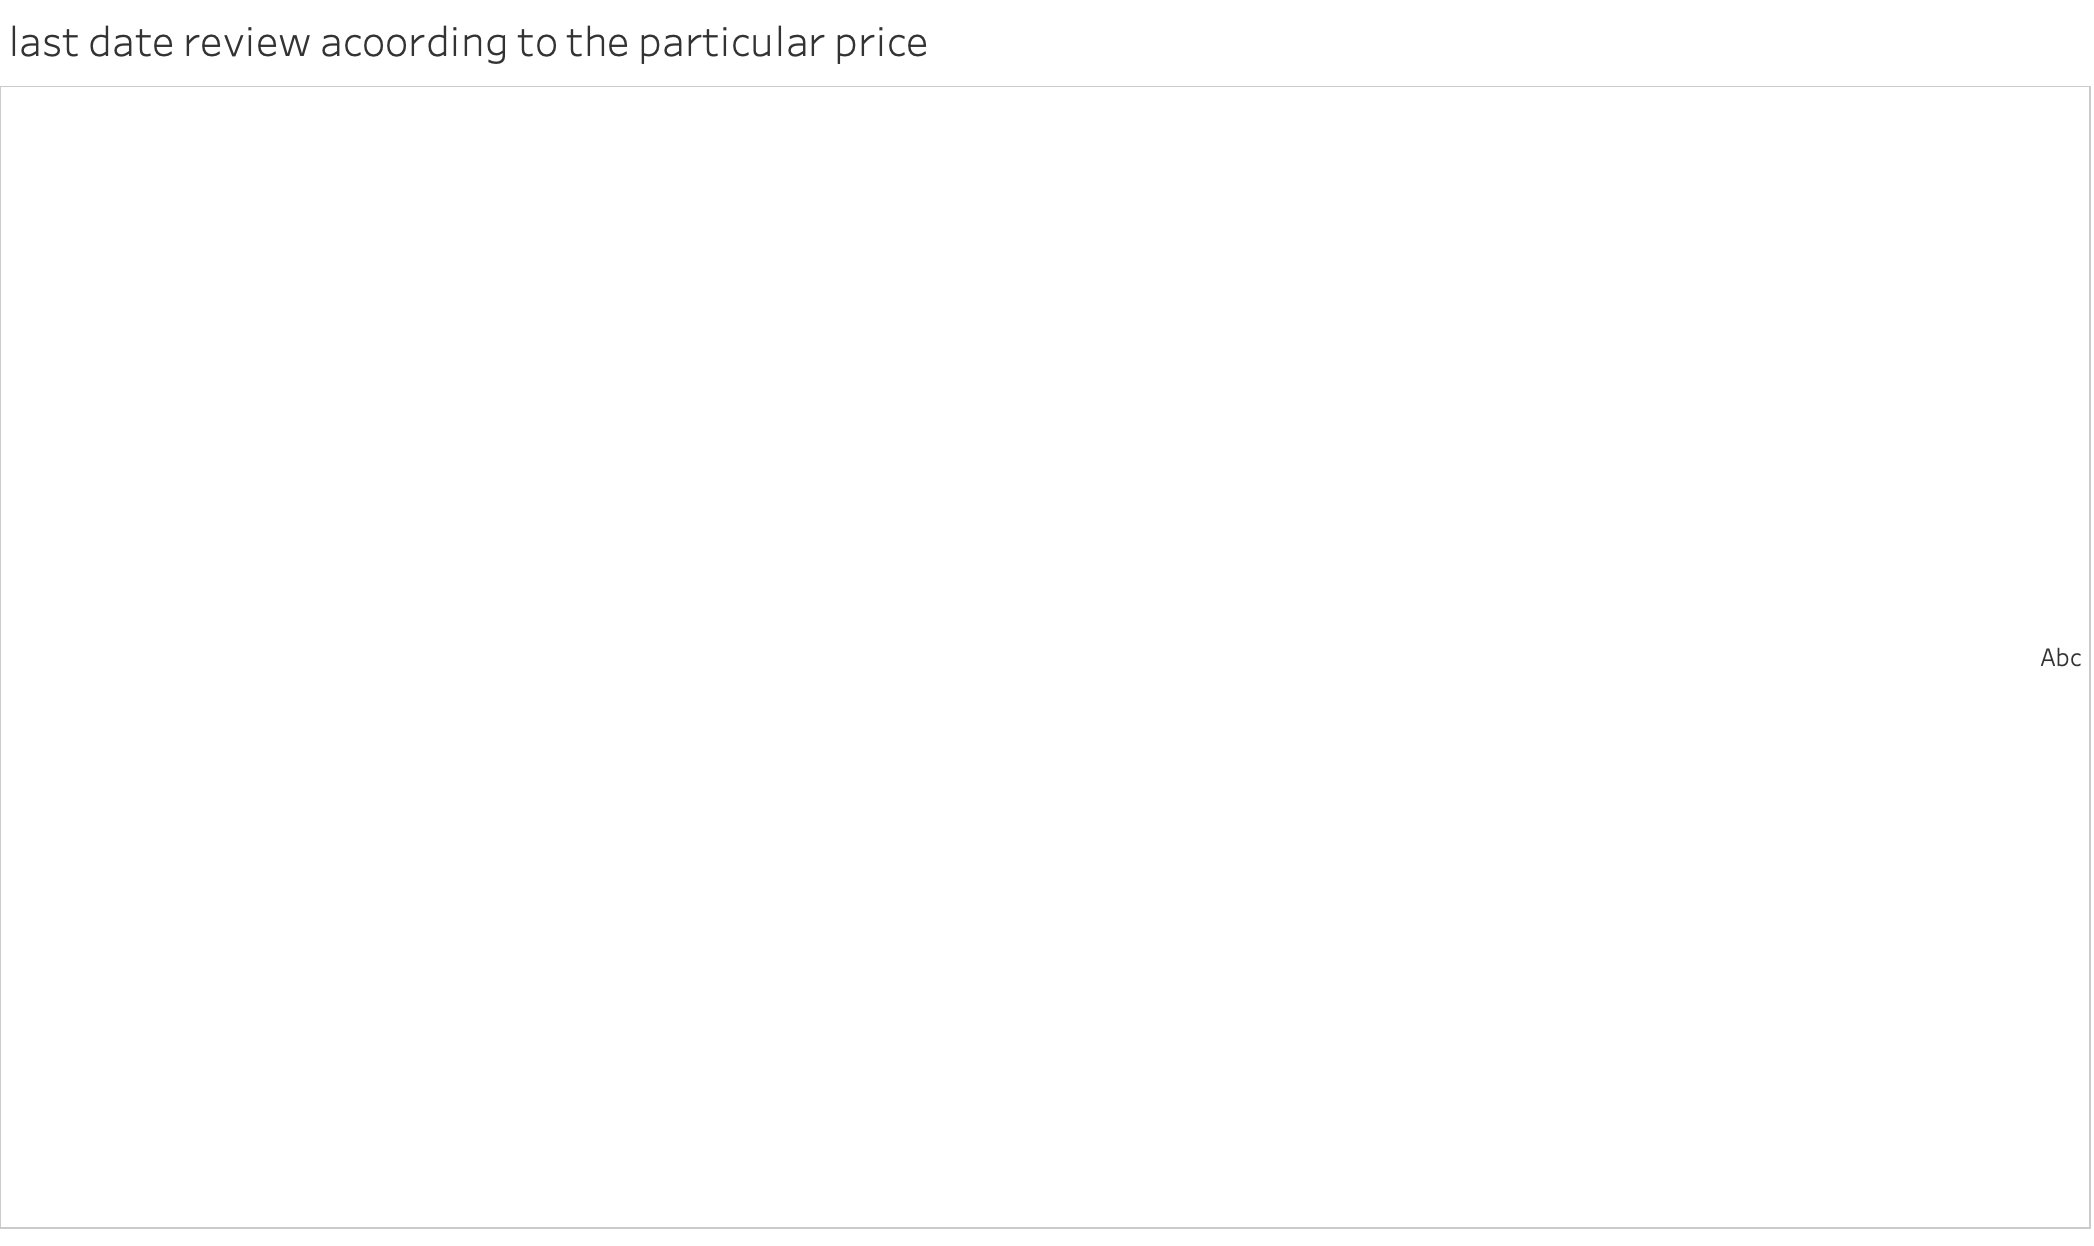 last date review acoording to the particular price
Abc